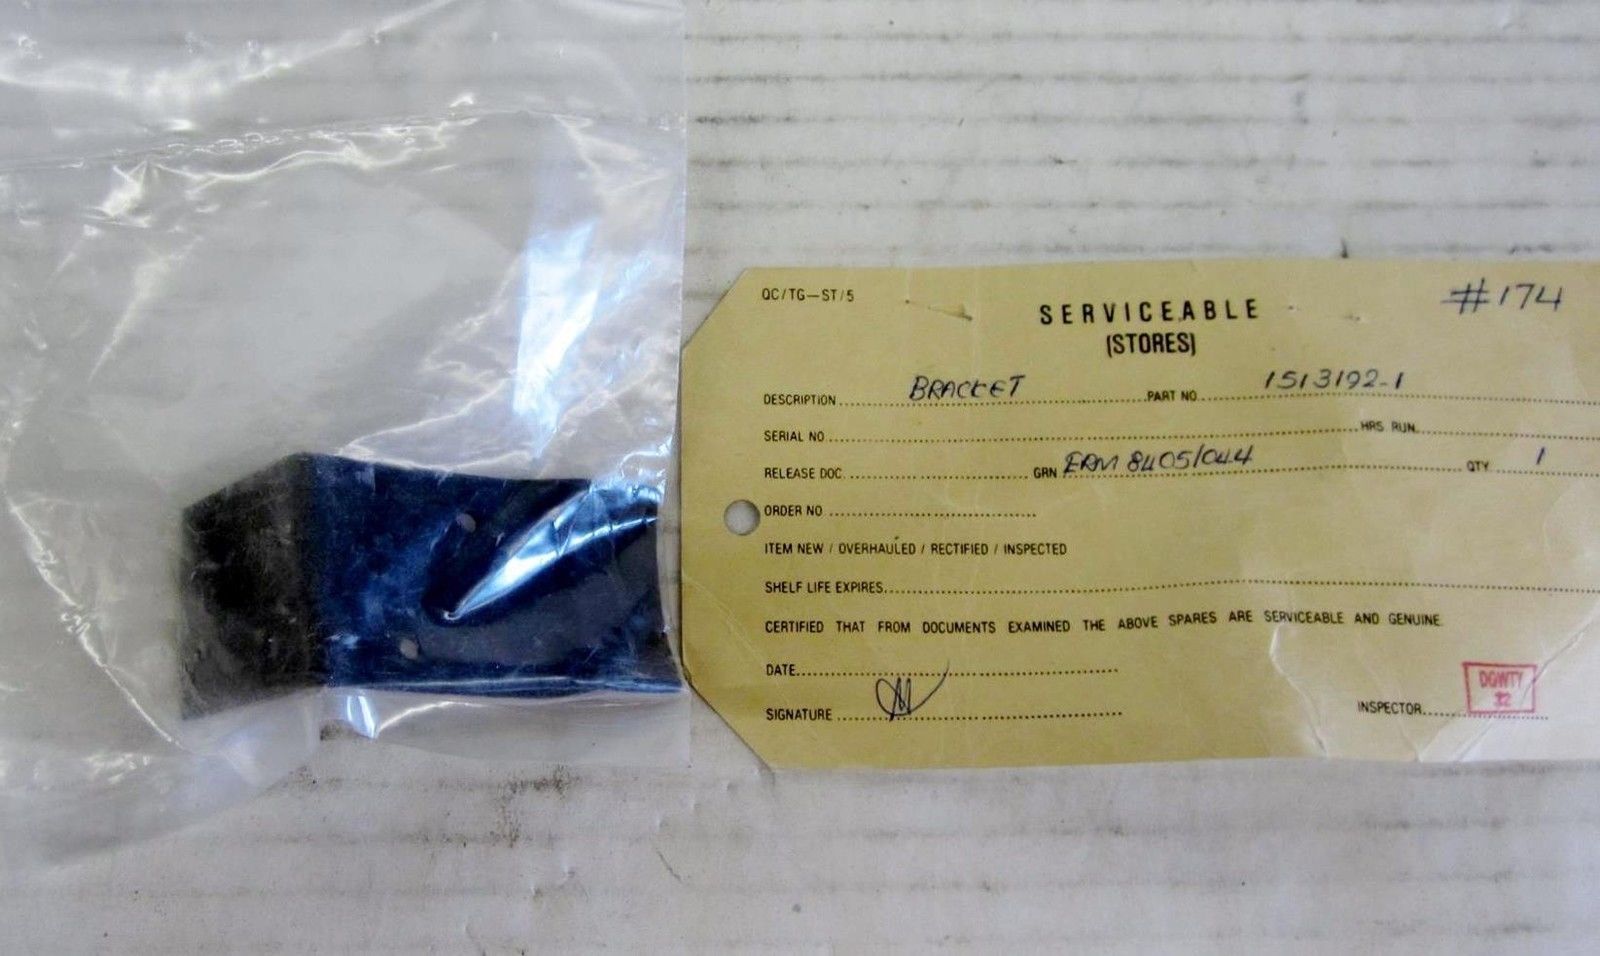 QC/TG—ST/5
#174
SERVICEABLE
(STORES)
DESCRIPTION BRACKET PART NO. 1513192-1
SERIAL NO. HRS RUN
RELEASE DOC. GRN ERM 8405/044 QTY 1
ORDER NO
ITEM NEW / OVERHAULED / RECTIFIED / INSPECTED
SHELF LIFE EXPIRES
CERTIFIED THAT FROM DOCUMENTS EXAMINED THE ABOVE SPARES ARE SERVICEABLE AND GENUINE.
DATE
SIGNATURE
INSPECTOR DOWTY
32